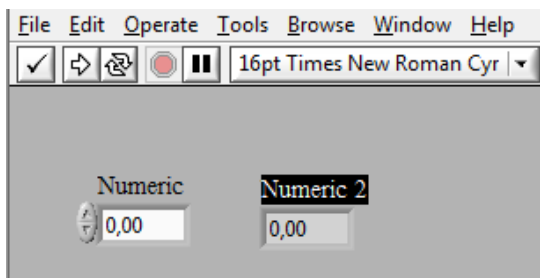 File Edit Operate Tools Browse Window Help
16pt Times New Roman Cyr
Numeric Numeric 2
0,00 0,00